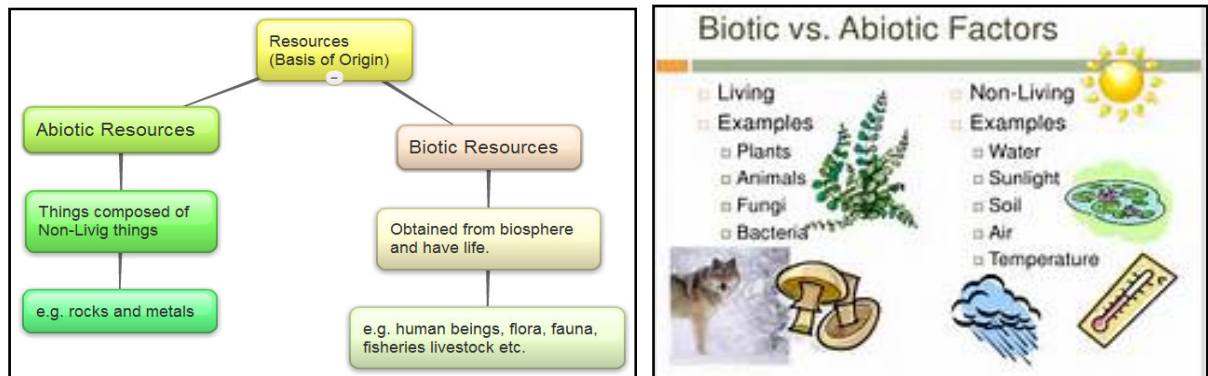 Resources
(Basis of Origin)
Abiotic Resources
Biotic Resources
Things composed of
Non-Livig things
Obtained from biosphere
and have life.
e.g. rocks and metals
e.g. human beings, flora, fauna,
fisheries livestock etc.
Biotic vs. Abiotic Factors
Living
Examples
Plants
Animals
Fungi
Bacteria
Non-Living
Examples
Water
Sunlight
Soil
Air
Temperature